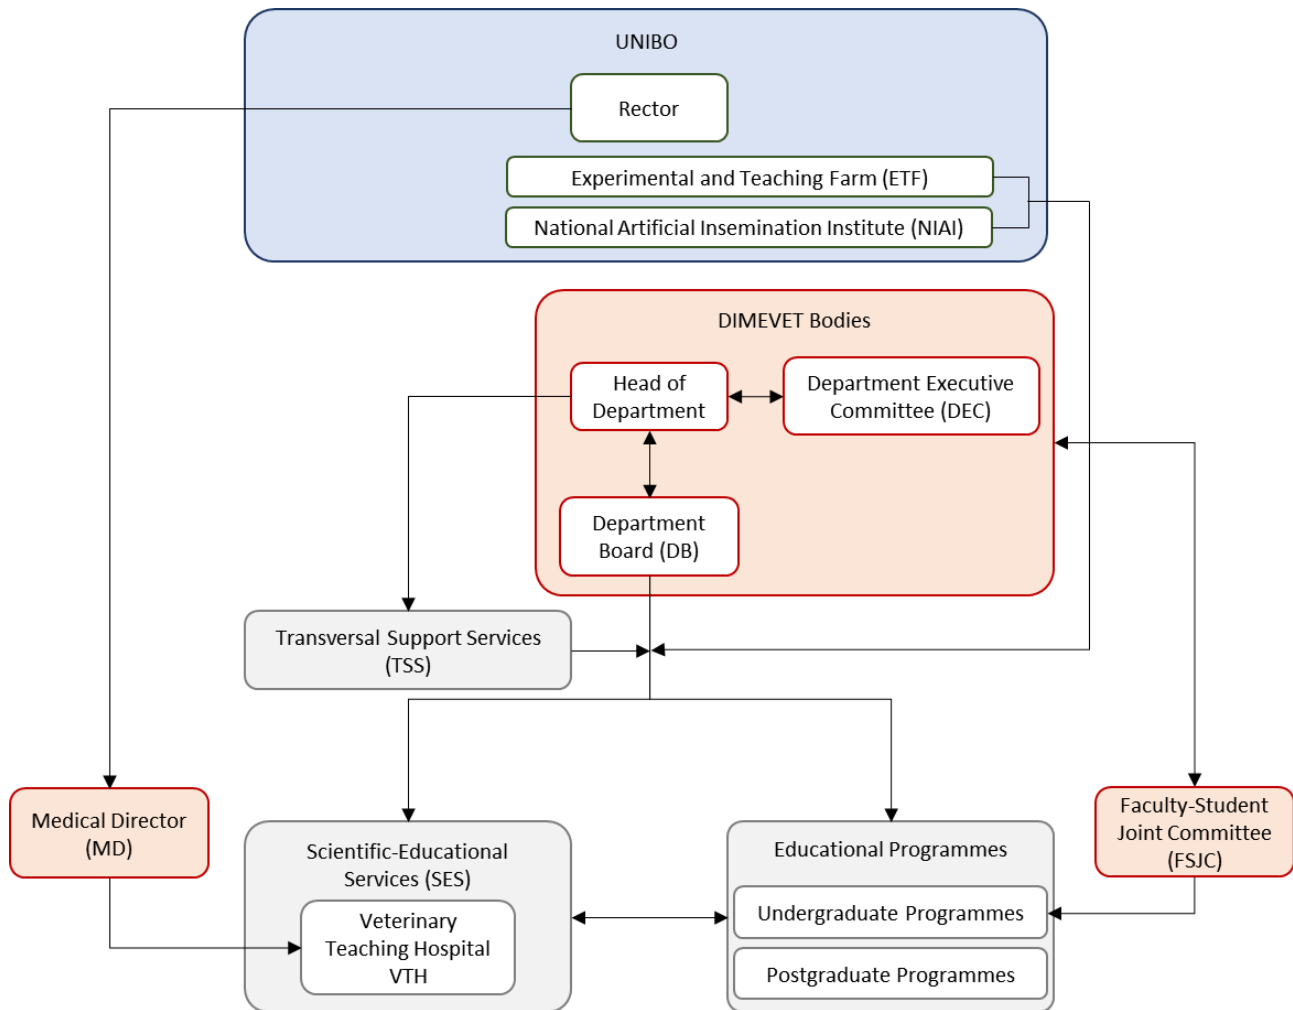 UNIBO
Rector
Experimental and Teaching Farm (ETF)
National Artificial Insemination Institute (NIAI)
DIMEVET Bodies
Head of
Department
Department Executive
Committee (DEC)
Department
Board (DB)
Transversal Support Services
(TSS)
Medical Director
(MD)
Scientific-Educational
Services (SES)
Veterinary
Teaching Hospital
VTH
Educational Programmes
Undergraduate Programmes
Postgraduate Programmes
Faculty-Student
Joint Committee
(FSJC)